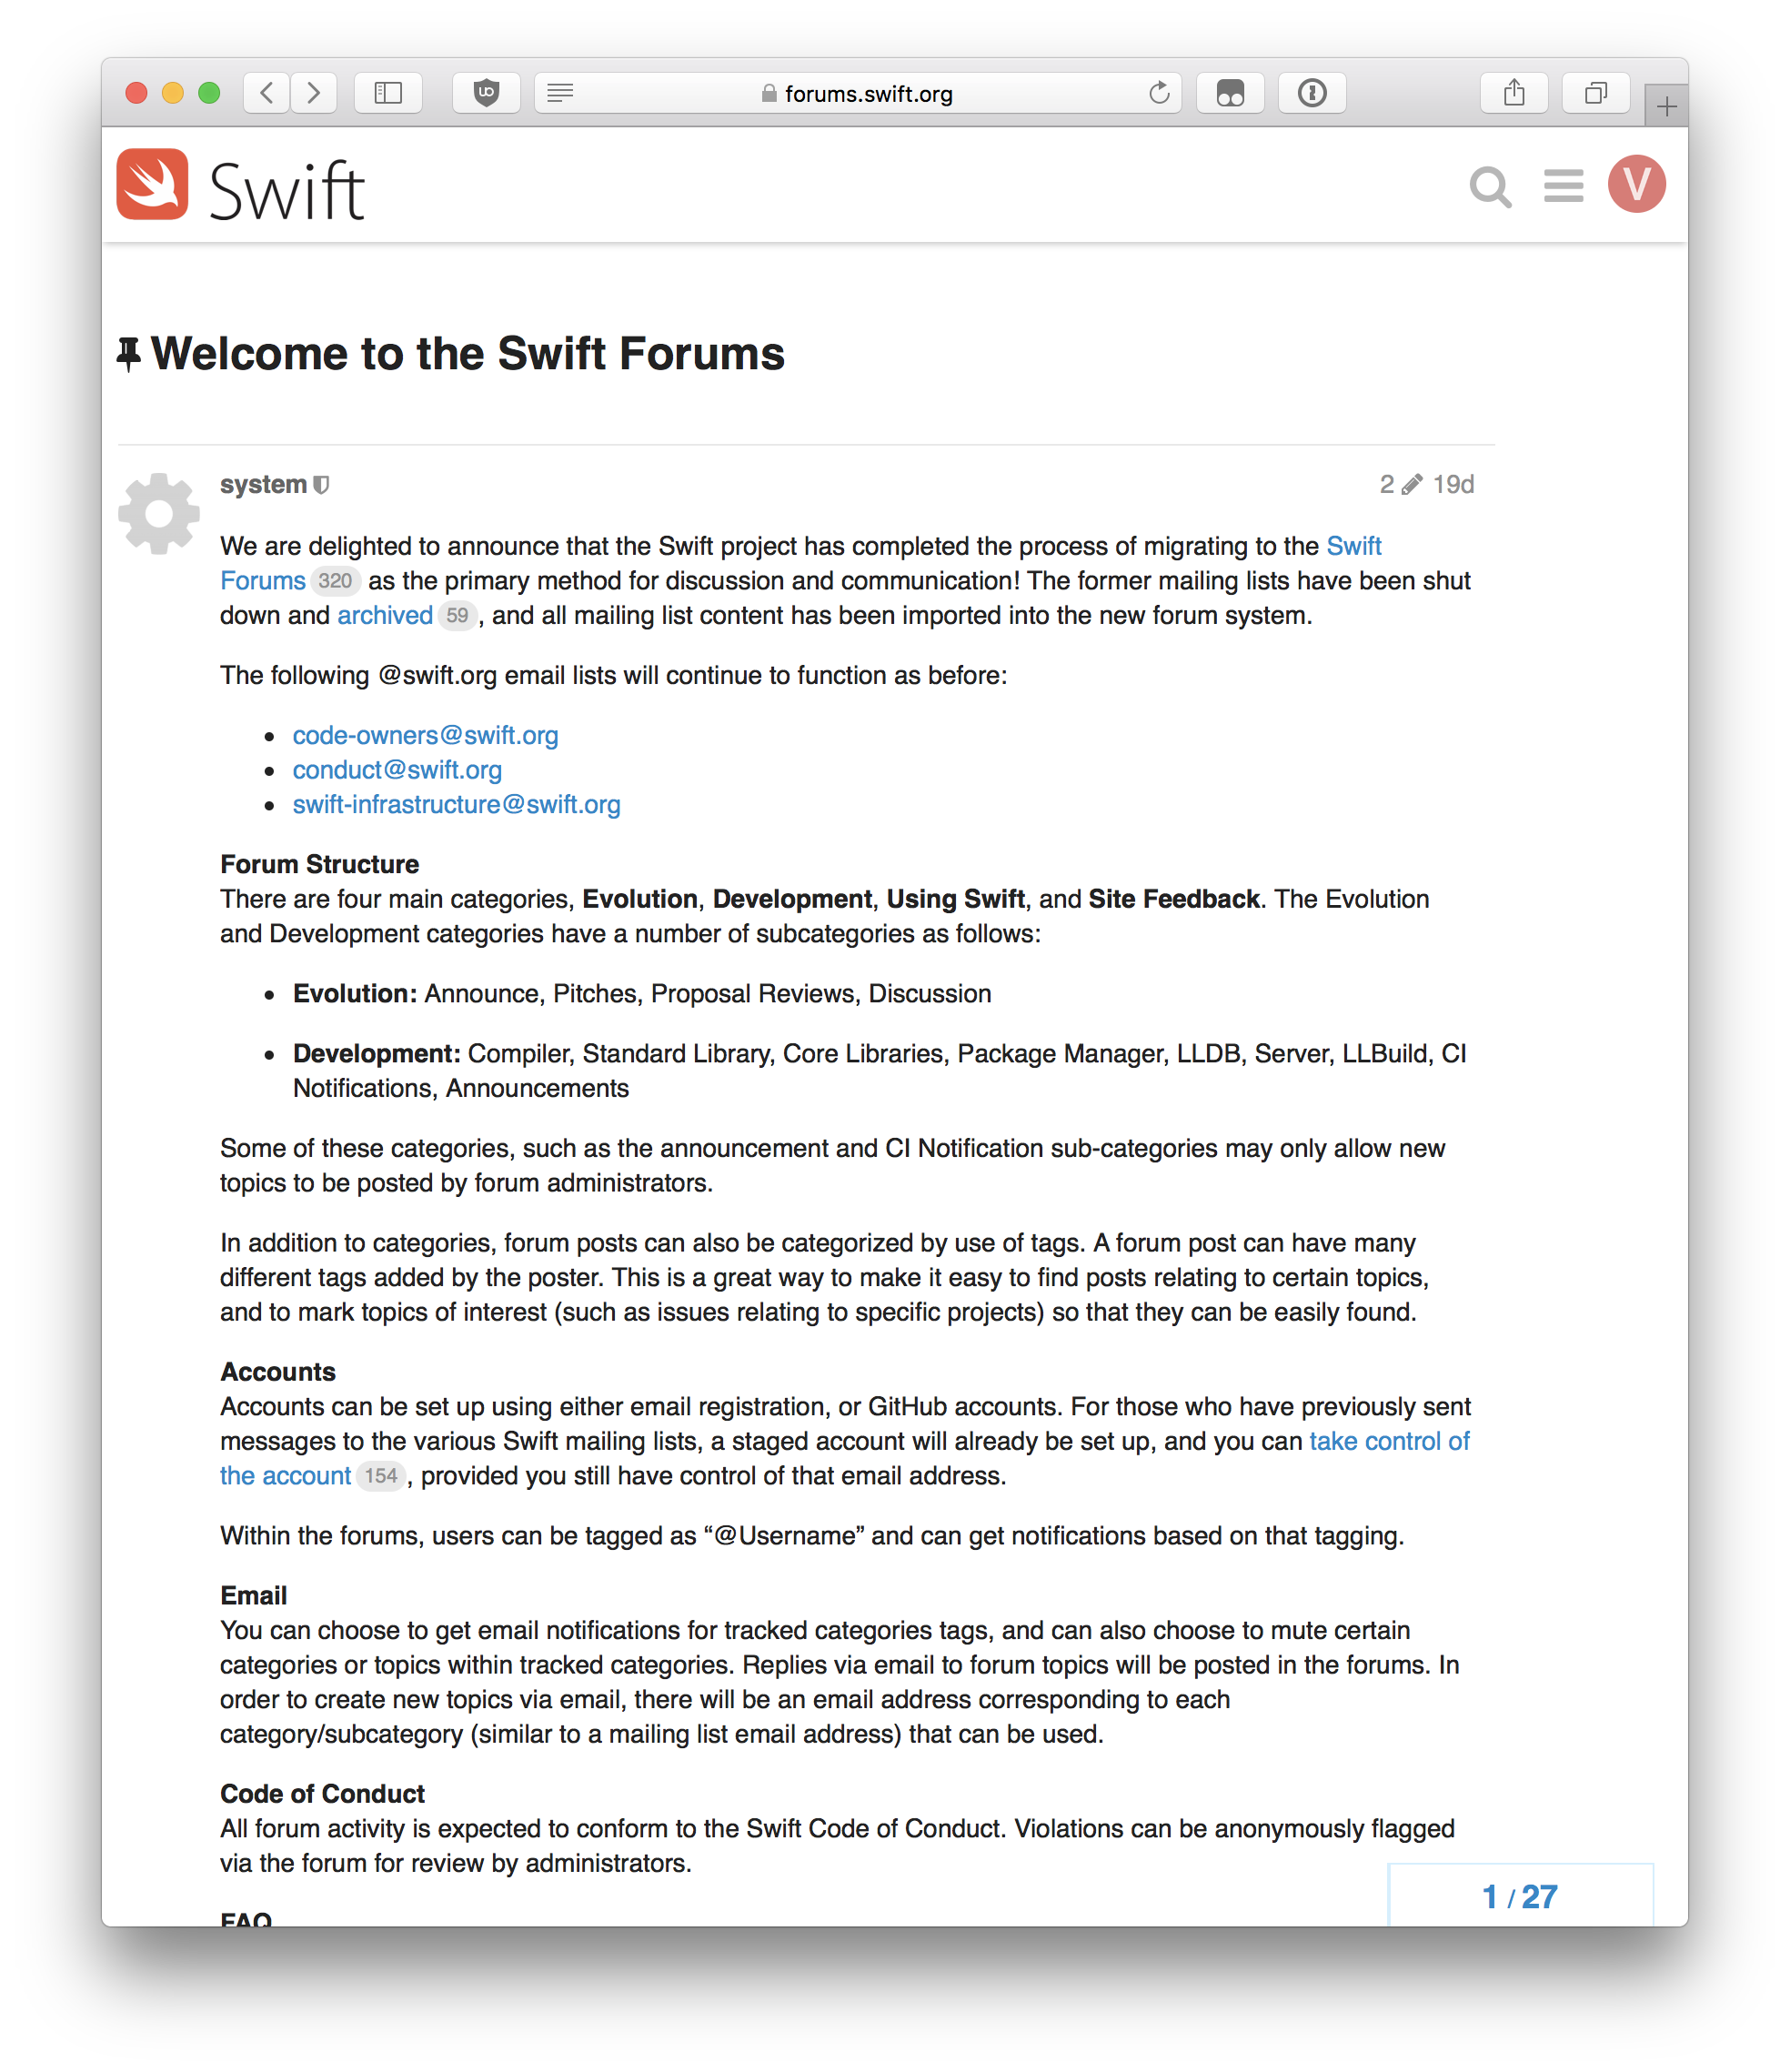 forums.swift.org
Swift
V
Welcome to the Swift Forums
system
2 19d
We are delighted to announce that the Swift project has completed the process of migrating to the Swift
Forums 320 as the primary method for discussion and communication! The former mailing lists have been shut
down and archived 59 , and all mailing list content has been imported into the new forum system.
The following @swift.org email lists will continue to function as before:
• code-owners@swift.org
• conduct@swift.org
• swift-infrastructure@swift.org
Forum Structure
There are four main categories, Evolution, Development, Using Swift, and Site Feedback. The Evolution
and Development categories have a number of subcategories as follows:
• Evolution: Announce, Pitches, Proposal Reviews, Discussion
• Development: Compiler, Standard Library, Core Libraries, Package Manager, LLDB, Server, LLBuild, CI
Notifications, Announcements
Some of these categories, such as the announcement and CI Notification sub-categories may only allow new
topics to be posted by forum administrators.
In addition to categories, forum posts can also be categorized by use of tags. A forum post can have many
different tags added by the poster. This is a great way to make it easy to find posts relating to certain topics,
and to mark topics of interest (such as issues relating to specific projects) so that they can be easily found.
Accounts
Accounts can be set up using either email registration, or GitHub accounts. For those who have previously sent
messages to the various Swift mailing lists, a staged account will already be set up, and you can take control of
the account 154 , provided you still have control of that email address.
Within the forums, users can be tagged as “@Username” and can get notifications based on that tagging.
Email
You can choose to get email notifications for tracked categories tags, and can also choose to mute certain
categories or topics within tracked categories. Replies via email to forum topics will be posted in the forums. In
order to create new topics via email, there will be an email address corresponding to each
category/subcategory (similar to a mailing list email address) that can be used.
Code of Conduct
All forum activity is expected to conform to the Swift Code of Conduct. Violations can be anonymously flagged
via the forum for review by administrators.
FAQ
1 / 27